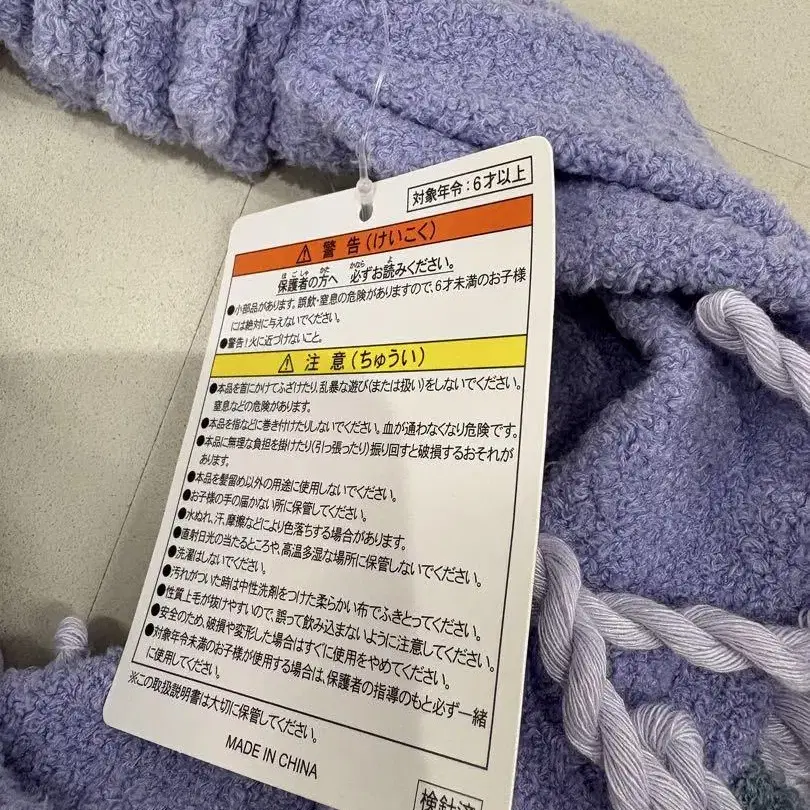 対象年令：6才以上
⚠ 警告(けいこく)
保護者の方へ 必ずお読みください。
●小部品があります。誤飲・窒息の危険がありますので、6才未満のお子様
には絶対に与えないでください。
●警告！火に近づけないこと。
⚠ 注意(ちゅうい)
●本品を首にかけてふざけたり、乱暴な遊び(または扱い)をしないでください。
窒息などの危険があります。
●本品を指などに巻き付けたりしないでください。血が通わなくなり危険です。
●本品に無理な負担を掛けたり(引っ張ったり)振り回すと破損するおそれが
あります。
●本品を髪留め以外の用途に使用しないでください。
●お子様の手の届かない所に保管してください。
●水ぬれ、汗、摩擦などにより色落ちする場合があります。
●直射日光の当たるところや、高温多湿な場所に保管しないでください。
●洗濯はしないでください。
●汚れがついた時は中性洗剤をつけた柔らかい布でふきとってください。
●性質上毛が抜けやすいので、誤って飲み込まないように注意してください。
●安全のため、破損や変形した場合はすぐに使用をやめてください。
●対象年令未満のお子様が使用する場合は、保護者の指導のもと必ず一緒
に使用してください。
※この取扱説明書は大切に保管してください。
MADE IN CHINA
検針済